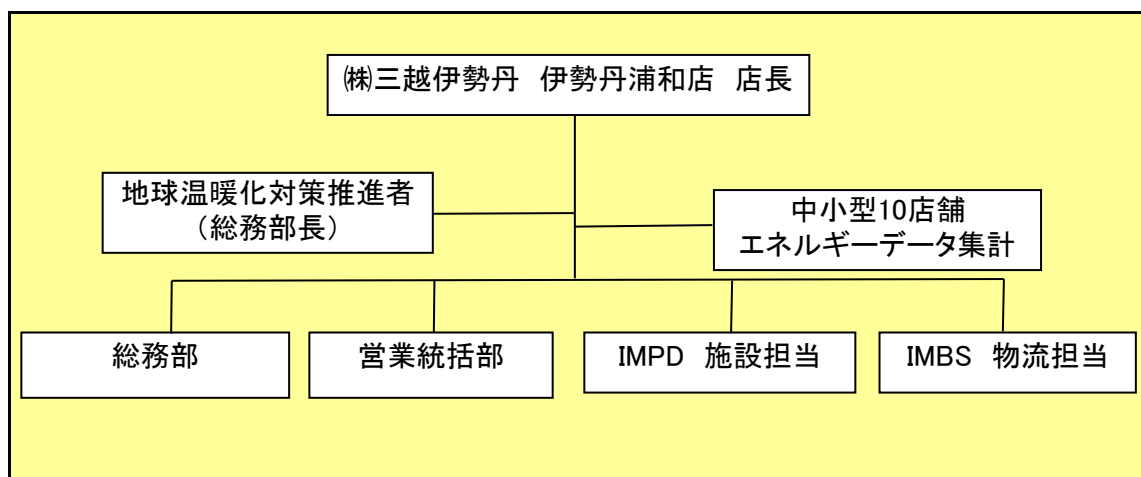 ㈱三越伊勢丹　伊勢丹浦和店　店長
地球温暖化対策推進者
（総務部長）
中小型10店舗
エネルギーデータ集計
総務部
営業統括部
IMPD　施設担当
IMBS　物流担当